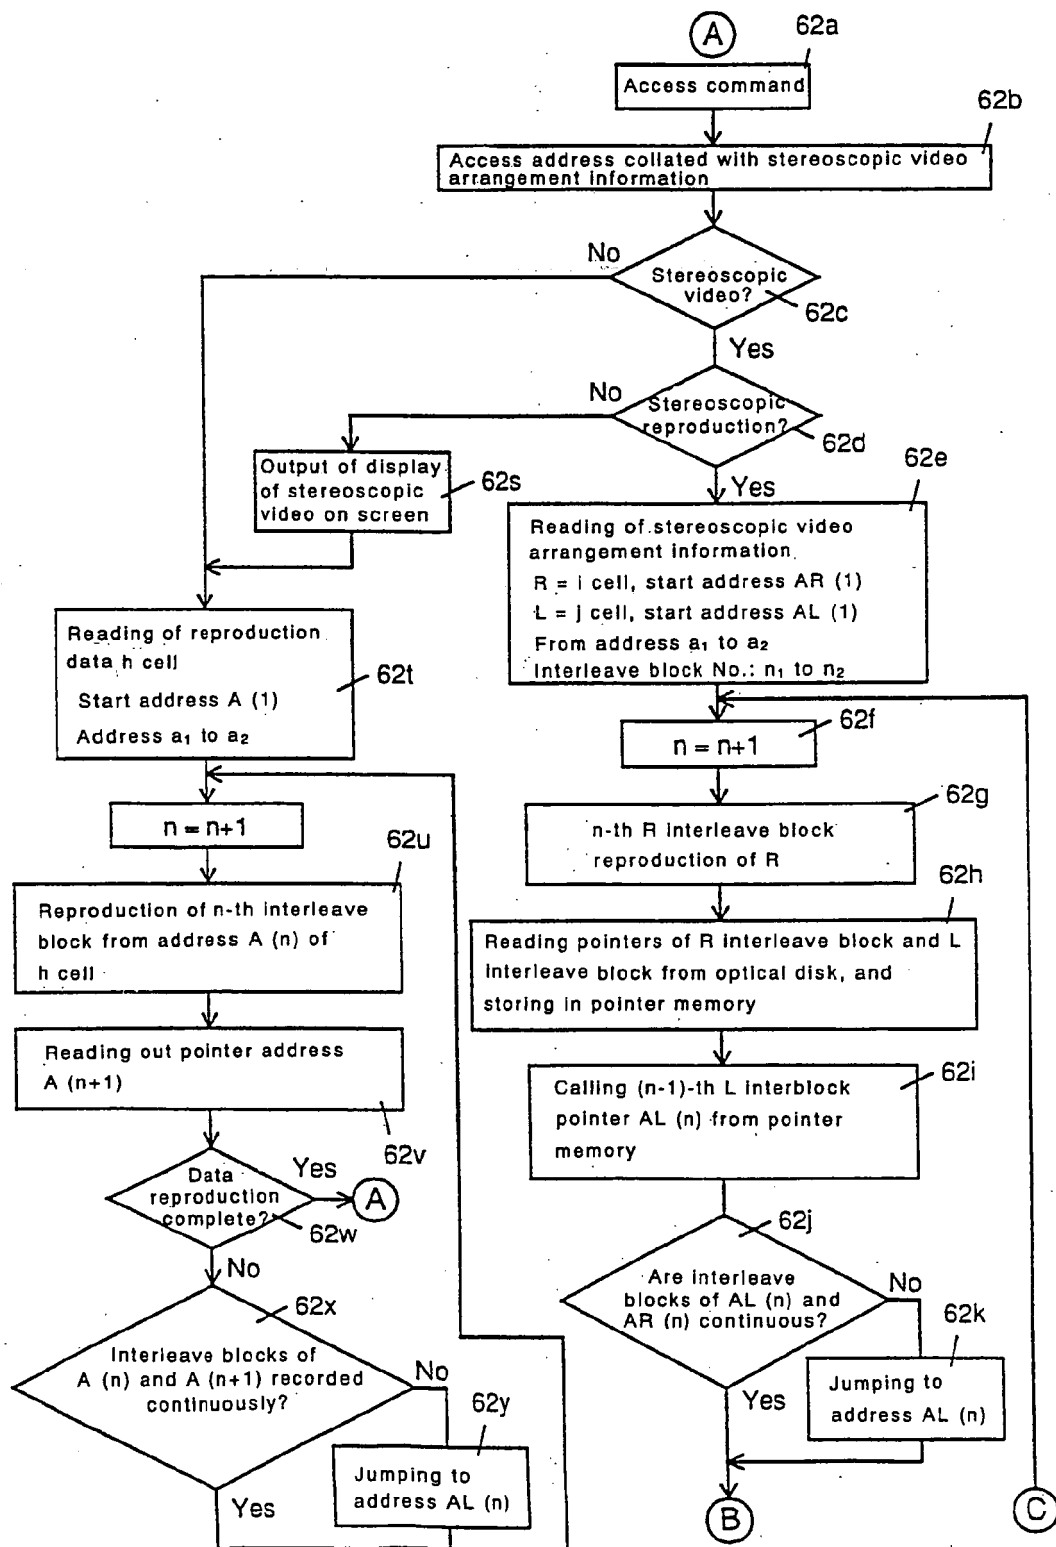 A
62a
Access command
62b
Access address collated with stereoscopic video
arrangement information
No
Stereoscopic
video?
62c
Yes
No
Stereoscopic
reproduction?
62d
Output of display
of stereoscopic
video on screen
62s
Yes
62e
Reading of stereoscopic video
arrangement information
R = i cell, start address AR (1)
L = j cell, start address AL (1)
From address a1 to a2
Interleave block No.: n1 to n2
Reading of reproduction
data h cell
Start address A (1)
Address a1 to a2
62t
62f
n = n+1
n = n+1
62g
n-th R interleave block
reproduction of R
62u
Reproduction of n-th interleave
block from address A (n) of
h cell
62h
Reading pointers of R interleave block and L
interleave block from optical disk, and
storing in pointer memory
Reading out pointer address
A (n+1)
62v
62i
Calling (n-1)-th L interblock
pointer AL (n) from pointer
memory
Data
reproduction
complete?
Yes
A
62w
No
62j
Are interleave
blocks of AL (n) and
AR (n) continuous?
No
62k
Jumping to
address AL (n)
Yes
62x
Interleave blocks of
A (n) and A (n+1) recorded
continuously?
No
62y
Jumping to
address AL (n)
Yes
B
C